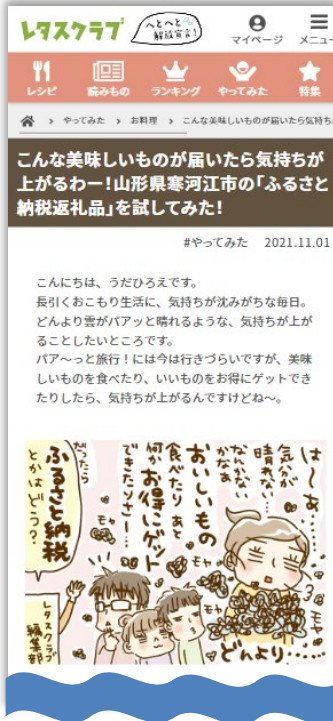 レタスクラブ
へとへと
解放宣言!
マイページ
メニュー
レシピ
読みもの
ランキング
やってみた
特集
> やってみた > お料理 > こんな美味しいものが届いたら気持ち
こんな美味しいものが届いたら気持ちが
上がるわー!山形県寒河江市の「ふるさと
納税返礼品」を試してみた!
#やってみた 2021.11.01
こんにちは、うだひろえです。
長引くおこもり生活に、気持ちが沈みがちな毎日。
どんより雲がパアッと晴れるような、気持ちが上が
ることしたいところです。
パア〜っと旅行!には今は行きづらいですが、美味
しいものを食べたり、いいものをお得にゲットでき
たりしたら、気持ちが上がるんですけどね〜。
は〜ぁ…
気分が
晴れない
なんかない
かなぁ
おいしいもの
食べたり あと
何かお得にゲット
できたりさー…
だったら
ふるさと納税
とかはどう?
モヤ
モヤ
モヤ
どんより……
レタスクラブ
編集部